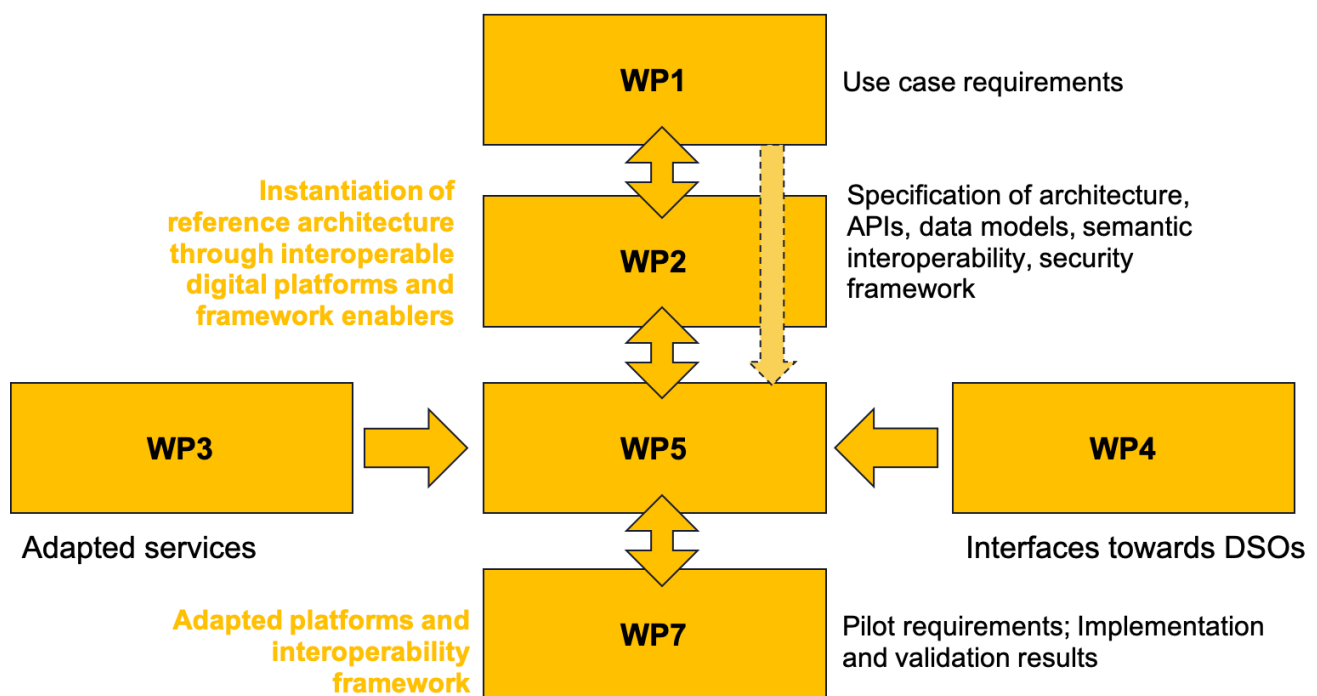 WP1
Use case requirements
Instantiation of
reference architecture
through interoperable
digital platforms and
framework enablers
WP2
Specification of architecture,
APIs, data models, semantic
interoperability, security
framework
WP3
WP5
WP4
Adapted services
Interfaces towards DSOs
Adapted platforms and
interoperability
framework
WP7
Pilot requirements; Implementation
and validation results